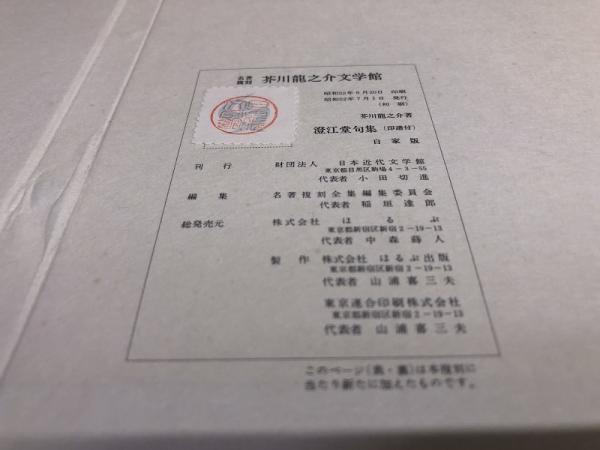 名著
複刻 芥川龍之介文学館
昭和52年6月20日 印刷
昭和52年7月1日 発行
(初刷)
芥川龍之介著
澄江堂句集 (印譜付)
自家版
刊行 財団法人 日本近代文学館
東京都目黒区駒場4-3-55
代表者 小田切進
編集 名著複刻全集編集委員会
代表者 稲垣達郎
総発売元 株式会社 ほるぷ
東京都新宿区新宿2-19-13
代表者 中森蒔人
製作 株式会社 ほるぷ出版
東京都新宿区新宿2-19-13
代表者 山浦喜三夫
東京連合印刷株式会社
東京都新宿区新宿2-19-13
代表者 山浦喜三夫
このページ(表・裏)は本複刻に
当たり新たに加えたものです。